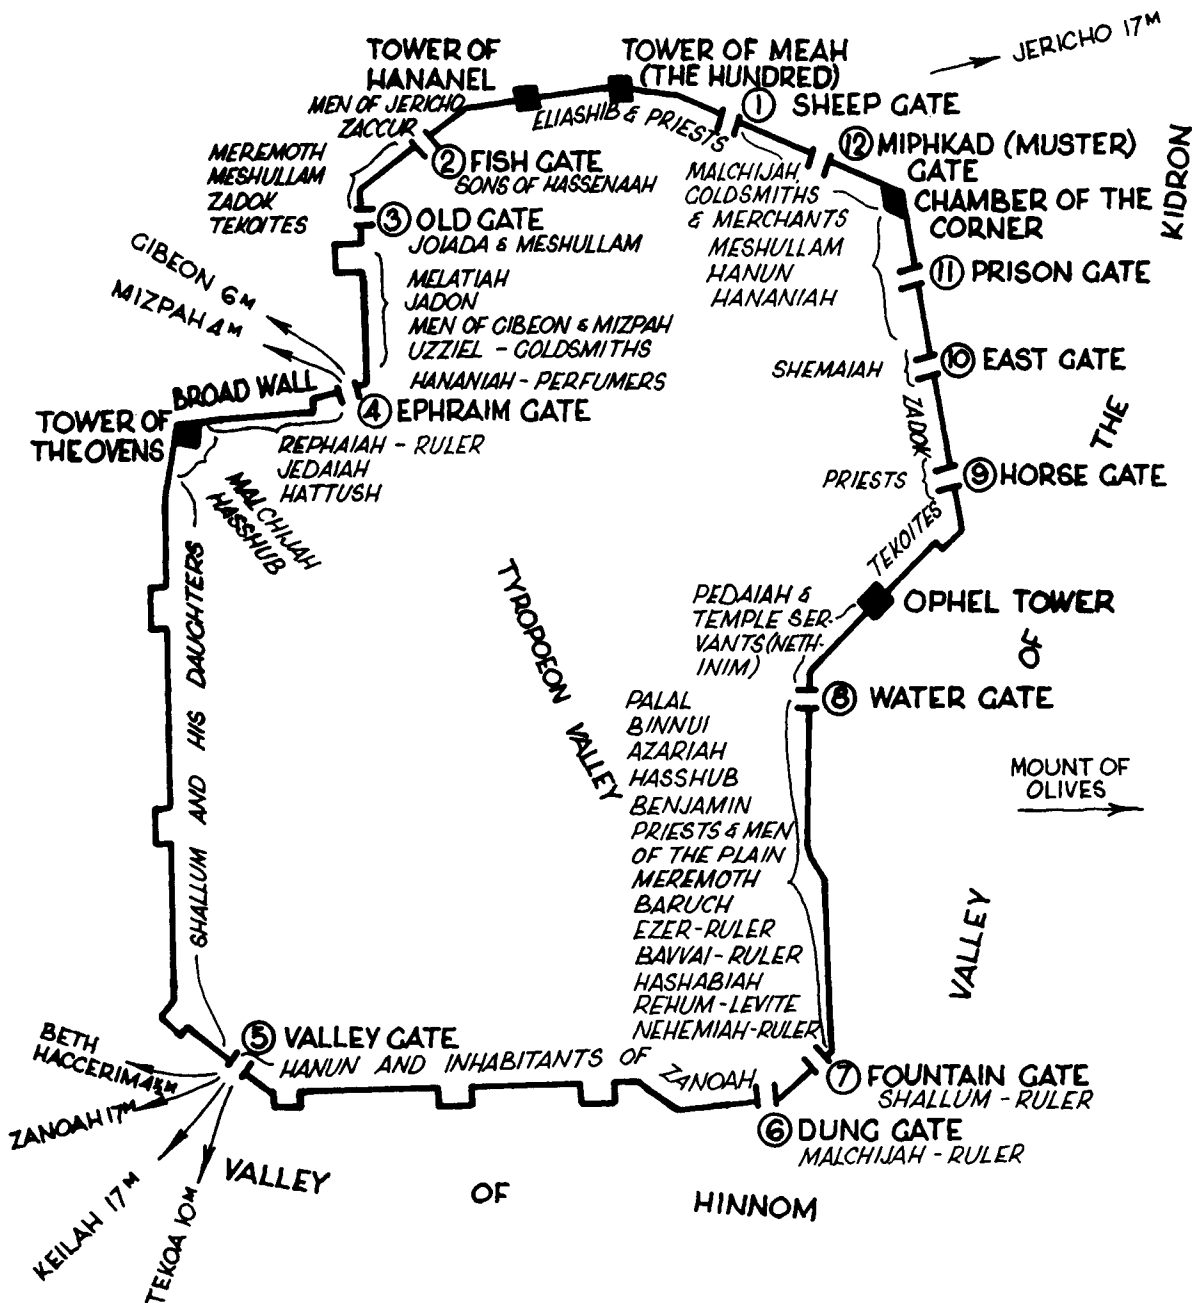 TOWER OF
HANANEL
TOWER OF MEAH
(THE HUNDRED)
JERICHO 17M
MEN OF JERICHO
ZACCUR
ELIASHIB & PRIESTS
1 SHEEP GATE
12 MIPHKAD (MUSTER)
GATE
CHAMBER OF THE
CORNER
KIDRON
MEREMOTH
MESHULLAM
ZADOK
TEKOITES
2 FISH GATE
SONS OF HASSENAAH
3 OLD GATE
JOIADA & MESHULLAM
MALCHIJAH,
GOLDSMITHS
& MERCHANTS
MESHULLAM
HANUN
HANANIAH
11 PRISON GATE
GIBEON 6M
MIZPAH 4M
MELATIAH
JADON
MEN OF GIBEON & MIZPAH
UZZIEL - GOLDSMITHS
HANANIAH - PERFUMERS
SHEMAIAH
10 EAST GATE
BROAD WALL
4 EPHRAIM GATE
TOWER OF
THE OVENS
REPHAIAH - RULER
JEDAIAH
HATTUSH
MALCHIJAH
HASSHUB
ZADOK
THE
PRIESTS
9 HORSE GATE
TEKOITES
SHALLUM AND HIS DAUGHTERS
TYROPOEON VALLEY
PEDAIAH &
TEMPLE SER-
VANTS (NETH-
INIM)
OPHEL TOWER
OF
8 WATER GATE
PALAL
BINNUI
AZARIAH
HASSHUB
BENJAMIN
PRIESTS & MEN
OF THE PLAIN
MEREMOTH
BARUCH
EZER-RULER
BAVVAI-RULER
HASHABIAH
REHUM-LEVITE
NEHEMIAH-RULER
MOUNT OF
OLIVES
VALLEY
5 VALLEY GATE
HANUN AND INHABITANTS OF ZANOAH
7 FOUNTAIN GATE
SHALLUM - RULER
6 DUNG GATE
MALCHIJAH - RULER
BETH
HACCERIM 4½M
ZANOAH 17M
KEILAH 17M
TEKOA 10M
VALLEY OF HINNOM